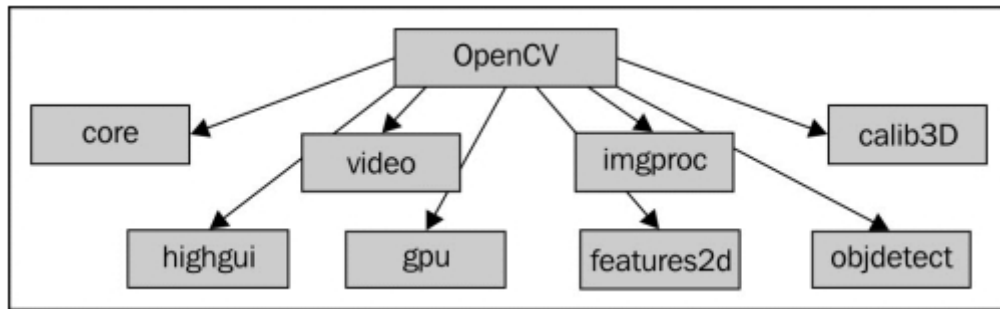 OpenCV
core
video
imgproc
calib3D
highgui
gpu
features2d
objdetect